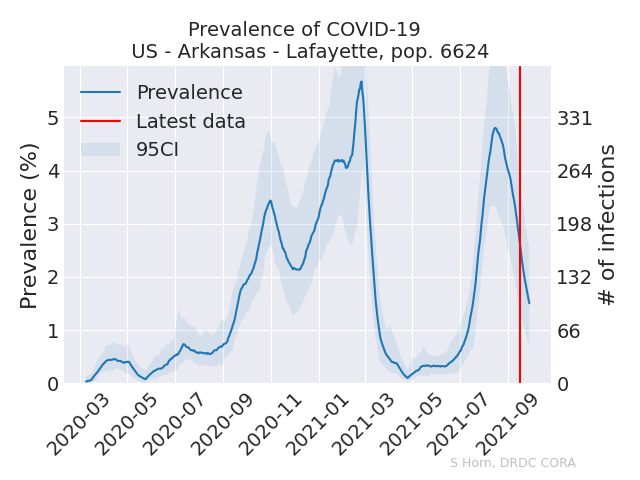 Prevalence of COVID-19
US - Arkansas - Lafayette, pop. 6624
Prevalence
Latest data
95CI
Prevalence (%)
5
4
3
2
1
0
331
264
198
132
66
0
# of infections
2020-03
2020-05
2020-07
2020-09
2020-11
2021-01
2021-03
2021-05
2021-07
2021-09
S Horn, DRDC CORA